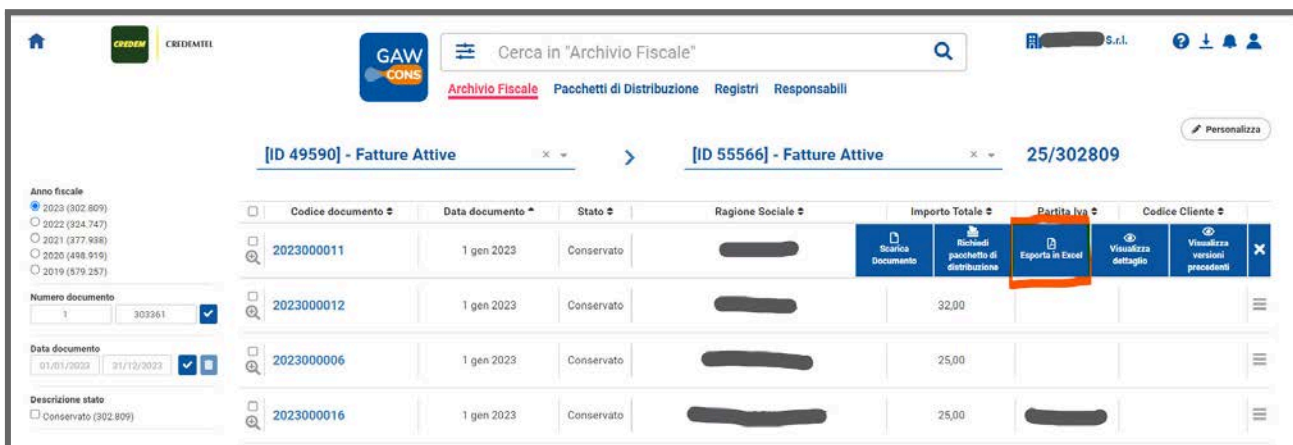 CREDEM CREDEMTEL
GAW CONS
Cerca in "Archivio Fiscale"
S.r.l.
Archivio Fiscale Pacchetti di Distribuzione Registri Responsabili
Personalizza
[ID 49590] - Fatture Attive × > [ID 55566] - Fatture Attive × 25/302809
Anno fiscale
2023 (302.809)
2022 (324.747)
2021 (377.938)
2020 (498.919)
2019 (579.257)
Numero documento
1 303361
Data documento
01/01/2023 31/12/2023
Descrizione stato
Conservato (302.809)
Codice documento Data documento Stato Ragione Sociale Importo Totale Partita Iva Codice Cliente
2023000011 1 gen 2023 Conservato
Scarica Documento
Richiedi pacchetto di distribuzione
Esporta in Excel
Visualizza dettaglio
Visualizza versioni precedenti
2023000012 1 gen 2023 Conservato 32,00
2023000006 1 gen 2023 Conservato 25,00
2023000016 1 gen 2023 Conservato 25,00